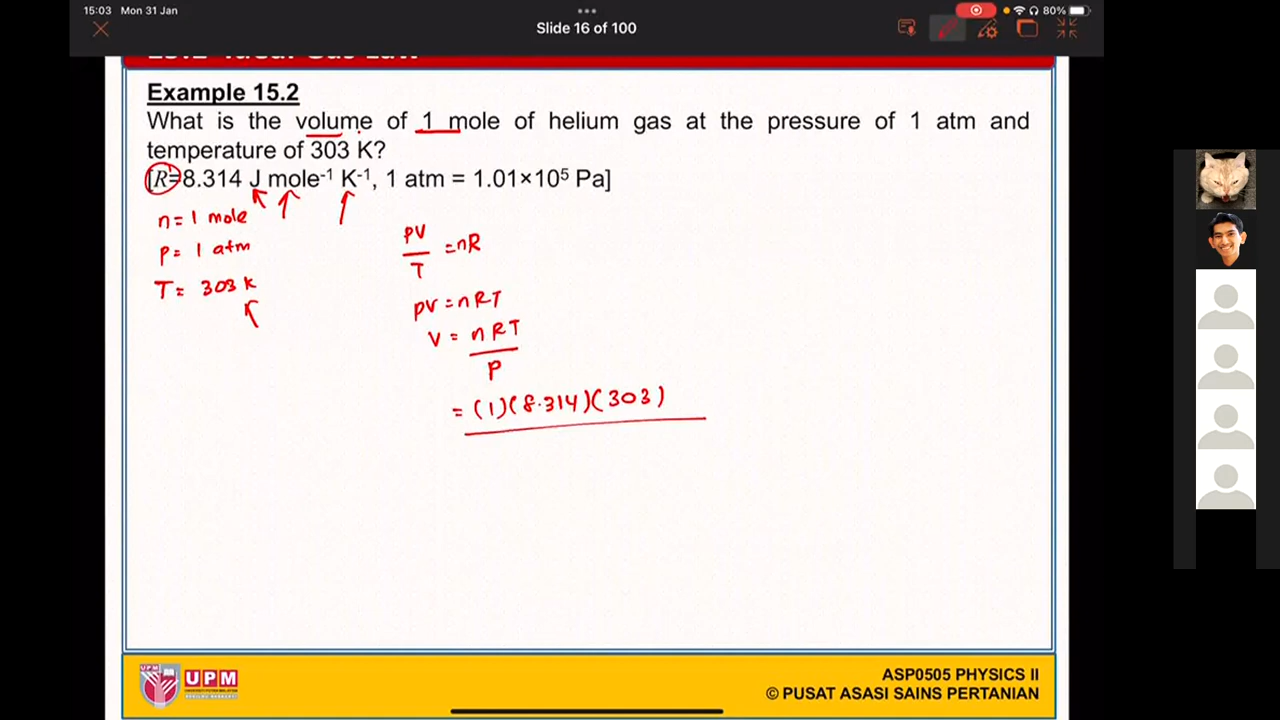 15:03 Mon 31 Jan
80%
Slide 16 of 100
Example 15.2
What is the volume of 1 mole of helium gas at the pressure of 1 atm and
temperature of 303 K?
[R=8.314 J mole⁻¹ K⁻¹, 1 atm = 1.01×10⁵ Pa]
n = 1 mole
P = 1 atm
T = 303 K
PV/T = nR
PV = nRT
V = nRT/P
= (1)(8.314)(303)
UPM
UPM
ASP0505 PHYSICS II
© PUSAT ASASI SAINS PERTANIAN